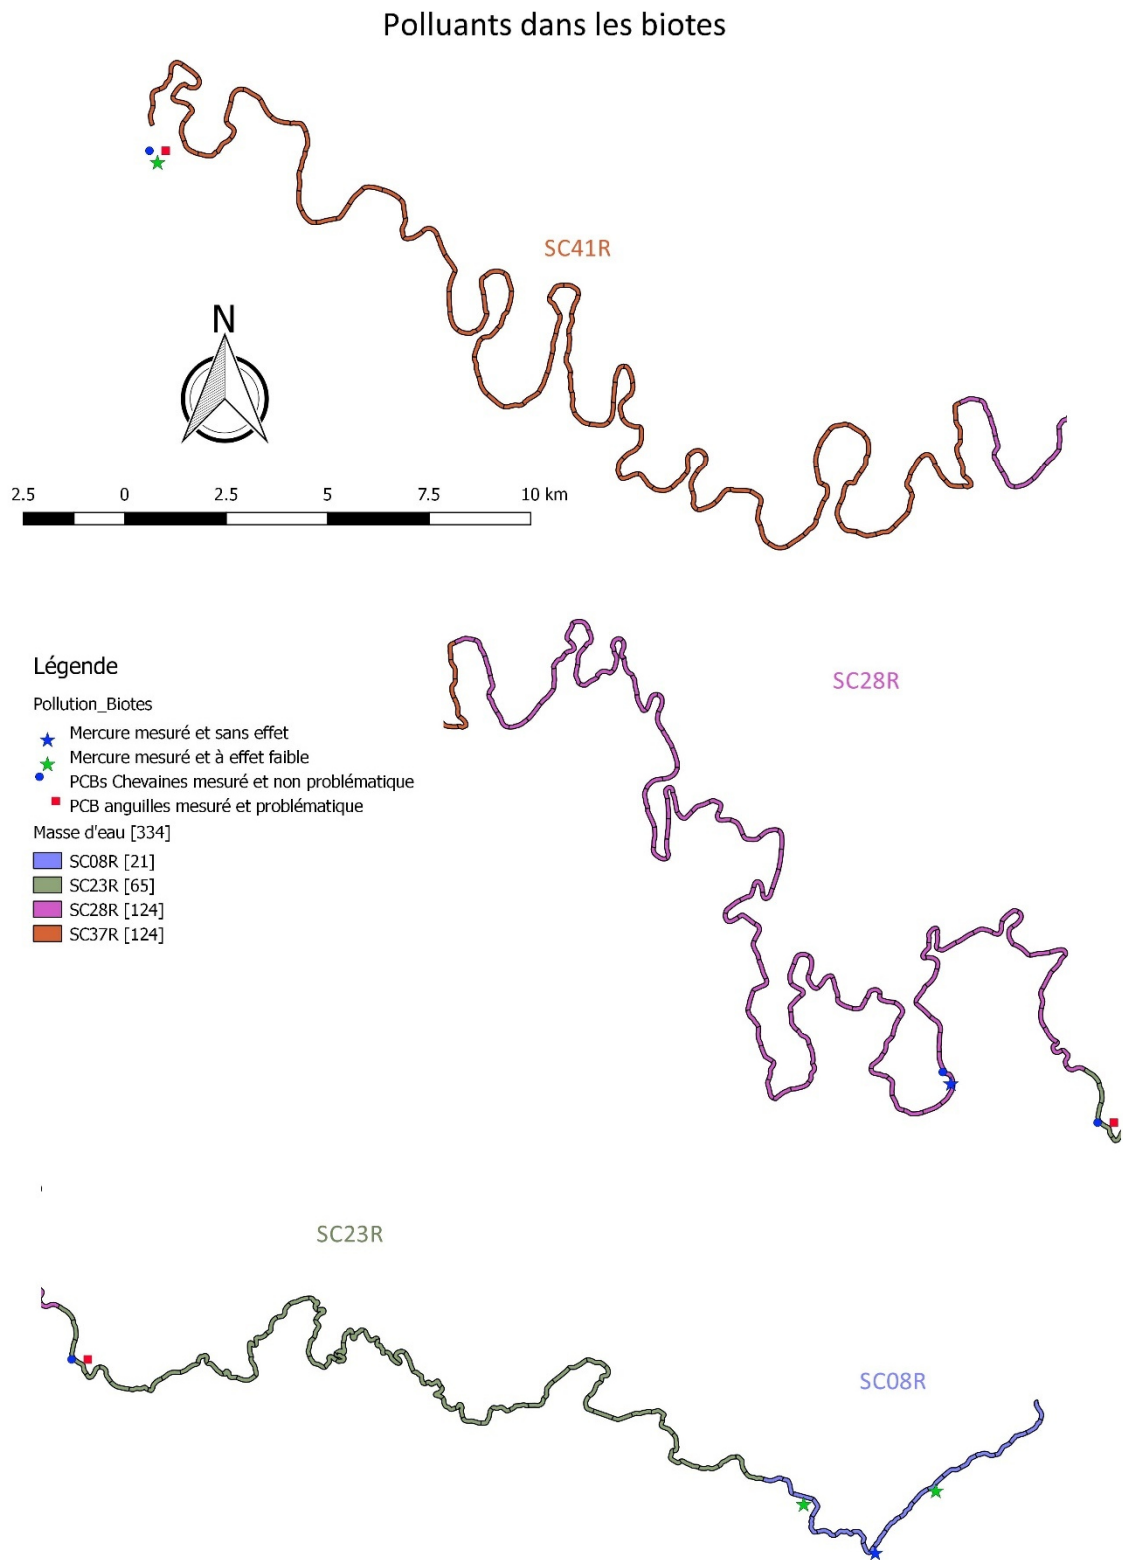 Polluants dans les biotes
SC41R
N
2.5 0 2.5 5 7.5 10 km
Légende
SC28R
Pollution_Biotes
Mercure mesuré et sans effet
Mercure mesuré et à effet faible
PCBs Chevaines mesuré et non problématique
PCB anguilles mesuré et problématique
Masse d'eau [334]
SC08R [21]
SC23R [65]
SC28R [124]
SC37R [124]
SC23R
SC08R